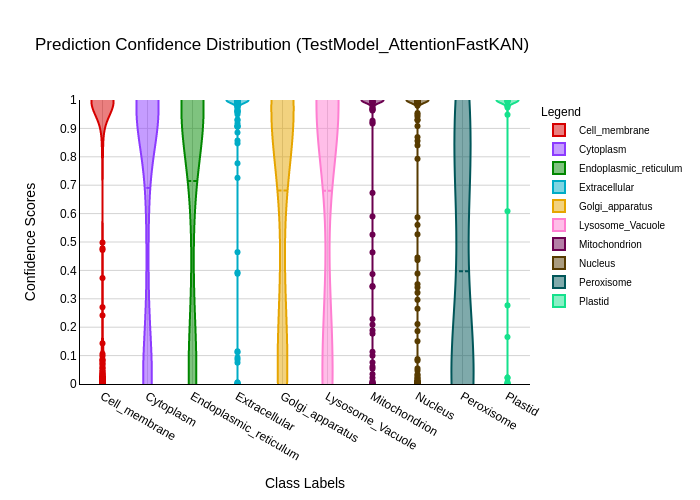 Prediction Confidence Distribution (TestModel_AttentionFastKAN)
1
0.9
0.8
0.7
0.6
0.5
0.4
0.3
0.2
0.1
0
Confidence Scores
Cell_membrane
Cytoplasm
Endoplasmic_reticulum
Extracellular
Golgi_apparatus
Lysosome_Vacuole
Mitochondrion
Nucleus
Peroxisome
Plastid
Class Labels
Legend
Cell_membrane
Cytoplasm
Endoplasmic_reticulum
Extracellular
Golgi_apparatus
Lysosome_Vacuole
Mitochondrion
Nucleus
Peroxisome
Plastid